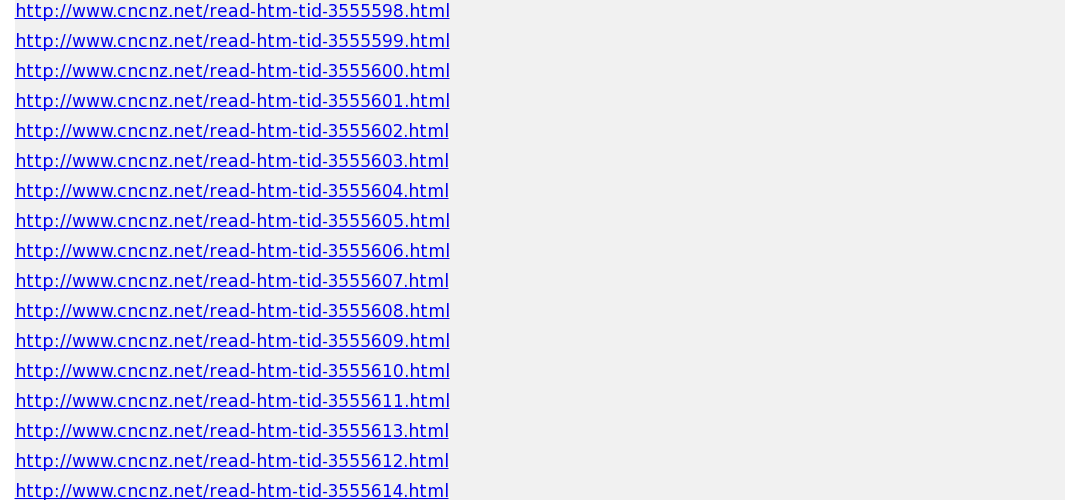 http://www.cncnz.net/read-htm-tid-3555598.html
http://www.cncnz.net/read-htm-tid-3555599.html
http://www.cncnz.net/read-htm-tid-3555600.html
http://www.cncnz.net/read-htm-tid-3555601.html
http://www.cncnz.net/read-htm-tid-3555602.html
http://www.cncnz.net/read-htm-tid-3555603.html
http://www.cncnz.net/read-htm-tid-3555604.html
http://www.cncnz.net/read-htm-tid-3555605.html
http://www.cncnz.net/read-htm-tid-3555606.html
http://www.cncnz.net/read-htm-tid-3555607.html
http://www.cncnz.net/read-htm-tid-3555608.html
http://www.cncnz.net/read-htm-tid-3555609.html
http://www.cncnz.net/read-htm-tid-3555610.html
http://www.cncnz.net/read-htm-tid-3555611.html
http://www.cncnz.net/read-htm-tid-3555613.html
http://www.cncnz.net/read-htm-tid-3555612.html
http://www.cncnz.net/read-htm-tid-3555614.html